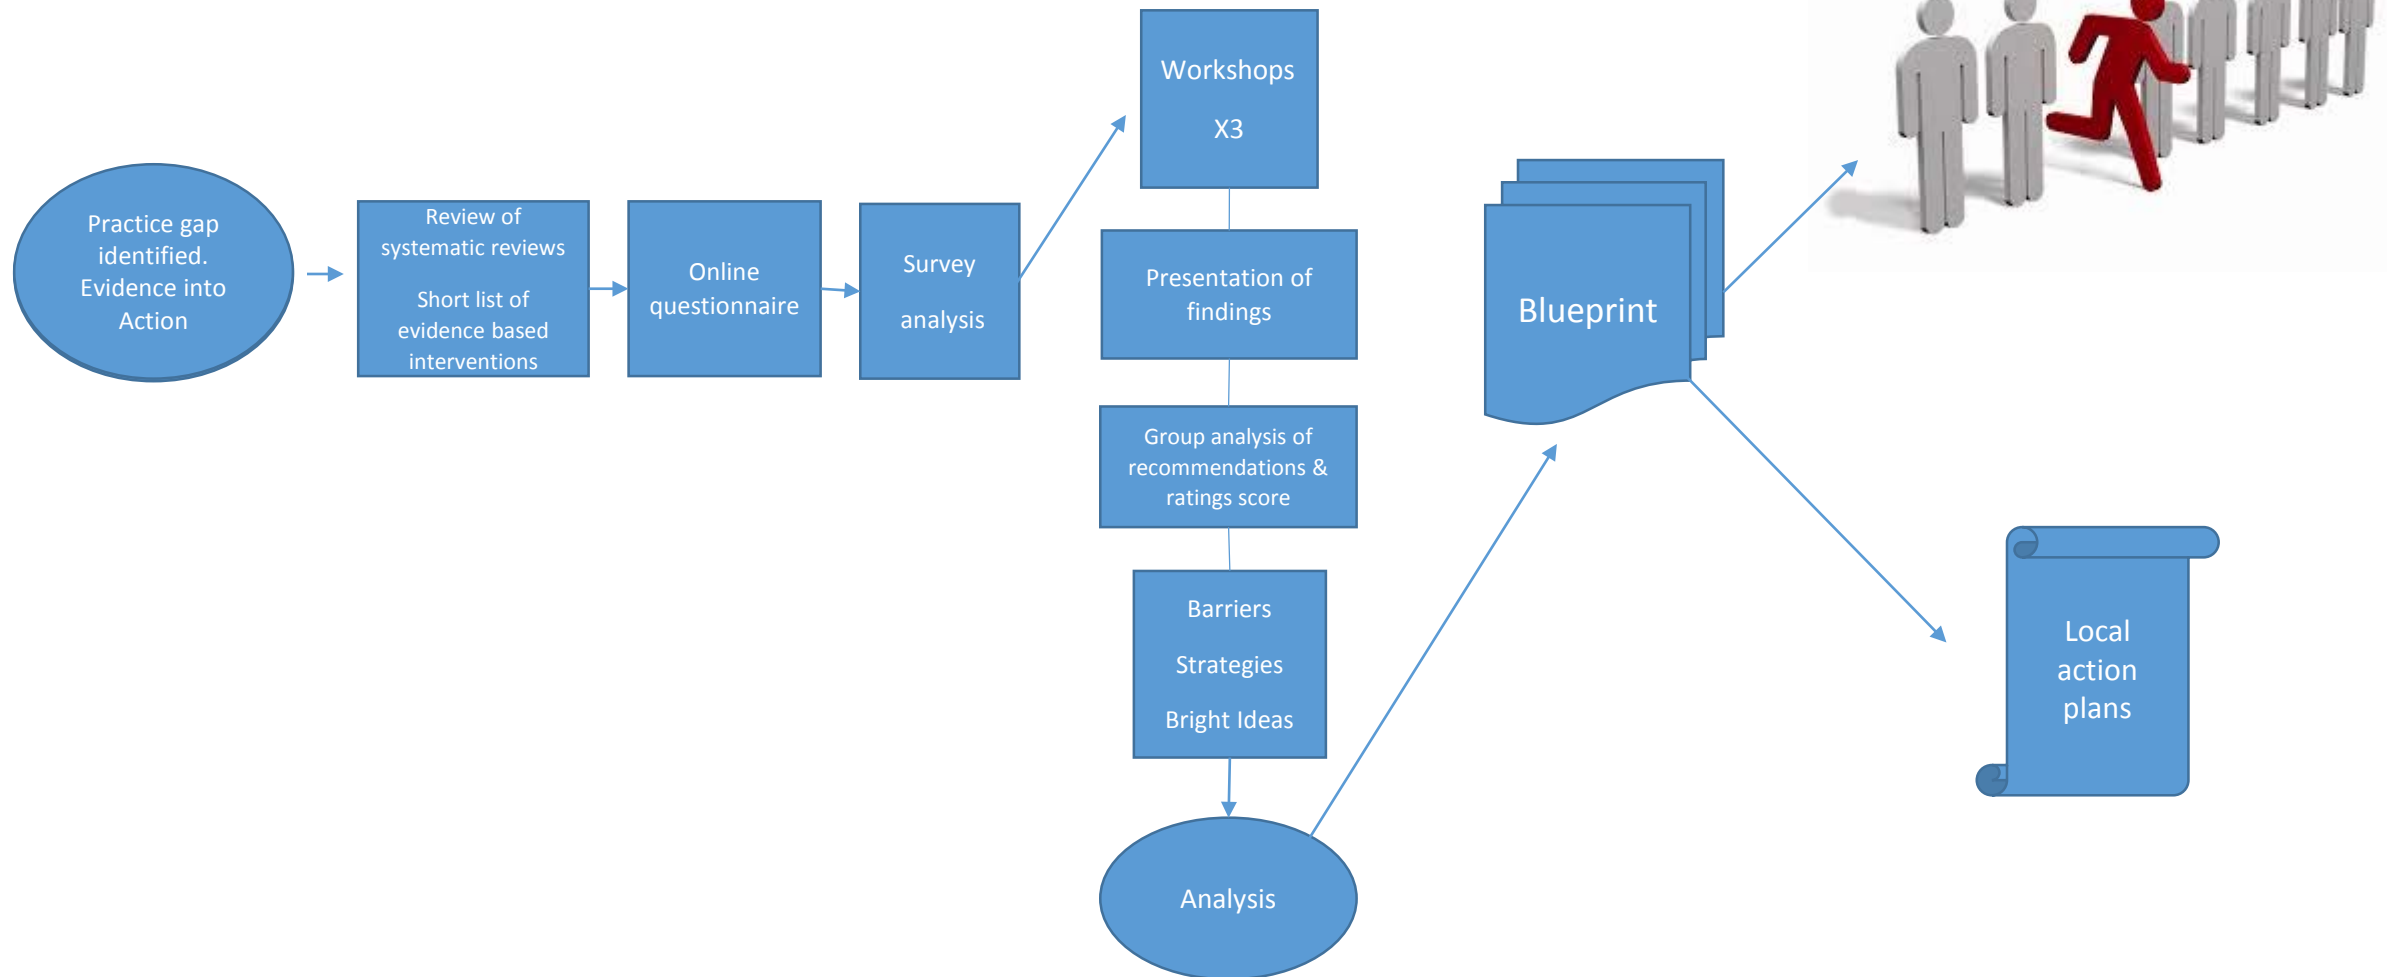 Practice gap
identified.
Evidence into
Action
Review of
systematic reviews
Short list of
evidence based
interventions
Online
questionnaire
Survey
analysis
Workshops
X3
Presentation of
findings
Group analysis of
recommendations &
ratings score
Barriers
Strategies
Bright Ideas
Analysis
Blueprint
Local
action
plans